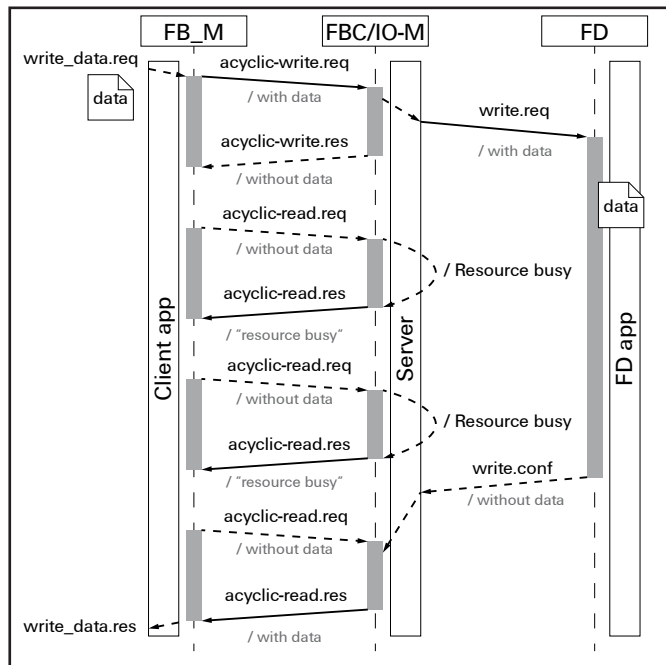 FB_M
FBC/IO-M
FD
write_data.req
data
acyclic-write.req
/ with data
write.req
/ with data
acyclic-write.res
/ without data
data
acyclic-read.req
/ without data
/ Resource busy
acyclic-read.res
/ “resource busy“
Client app
Server
FD app
acyclic-read.req
/ without data
/ Resource busy
acyclic-read.res
/ “resource busy“
write.conf
/ without data
acyclic-read.req
/ without data
acyclic-read.res
/ with data
write_data.res